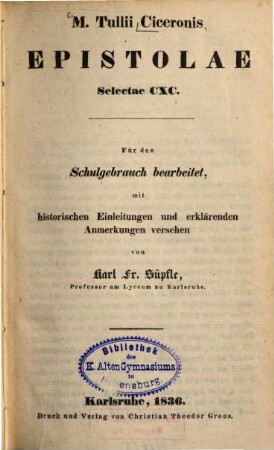 M. Tullii Ciceronis
EPISTOLAE
Selectae CXC.
Für den
Schulgebrauch bearbeitet,
mit
historischen Einleitungen und erklärenden
Anmerkungen versehen
von
Karl Fr. Süpfle,
Professor am Lyceum zu Karlsruhe.
Bibliothek
des
K. Alten Gymnasiums
Karlsruhe, 1836.
Druck und Verlag von Christian Theodor Groos.